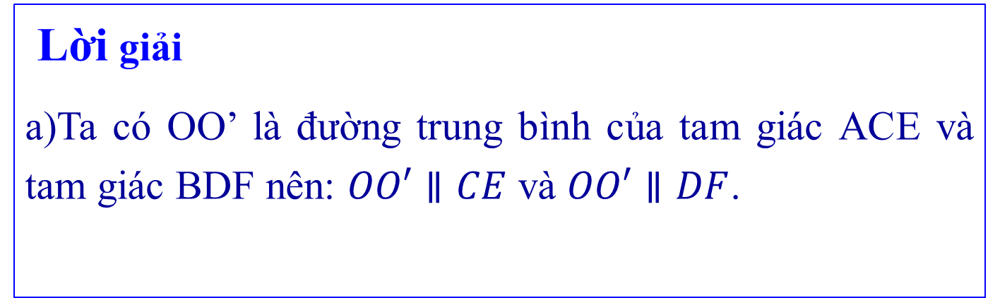 Lời giải
a)Ta có OO’ là đường trung bình của tam giác ACE và
tam giác BDF nên: 𝑂𝑂′ ∥ 𝐶𝐸 và 𝑂𝑂′ ∥ 𝐷𝐹.